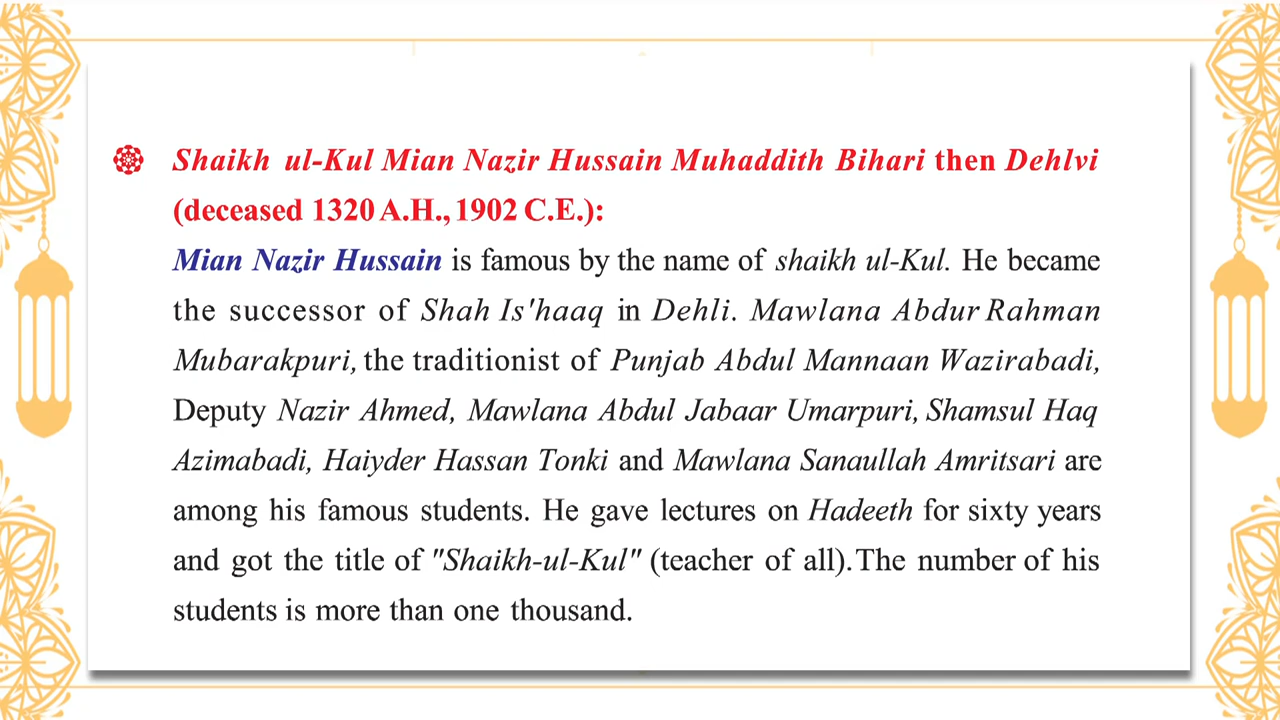 Shaikh ul-Kul Mian Nazir Hussain Muhaddith Bihari then Dehlvi
(deceased 1320 A.H., 1902 C.E.):
Mian Nazir Hussain is famous by the name of shaikh ul-Kul. He became
the successor of Shah Is'haaq in Dehli. Mawlana Abdur Rahman
Mubarakpuri, the traditionist of Punjab Abdul Mannaan Wazirabadi,
Deputy Nazir Ahmed, Mawlana Abdul Jabaar Umarpuri, Shamsul Haq
Azimabadi, Haiyder Hassan Tonki and Mawlana Sanaullah Amritsari are
among his famous students. He gave lectures on Hadeeth for sixty years
and got the title of "Shaikh-ul-Kul" (teacher of all). The number of his
students is more than one thousand.